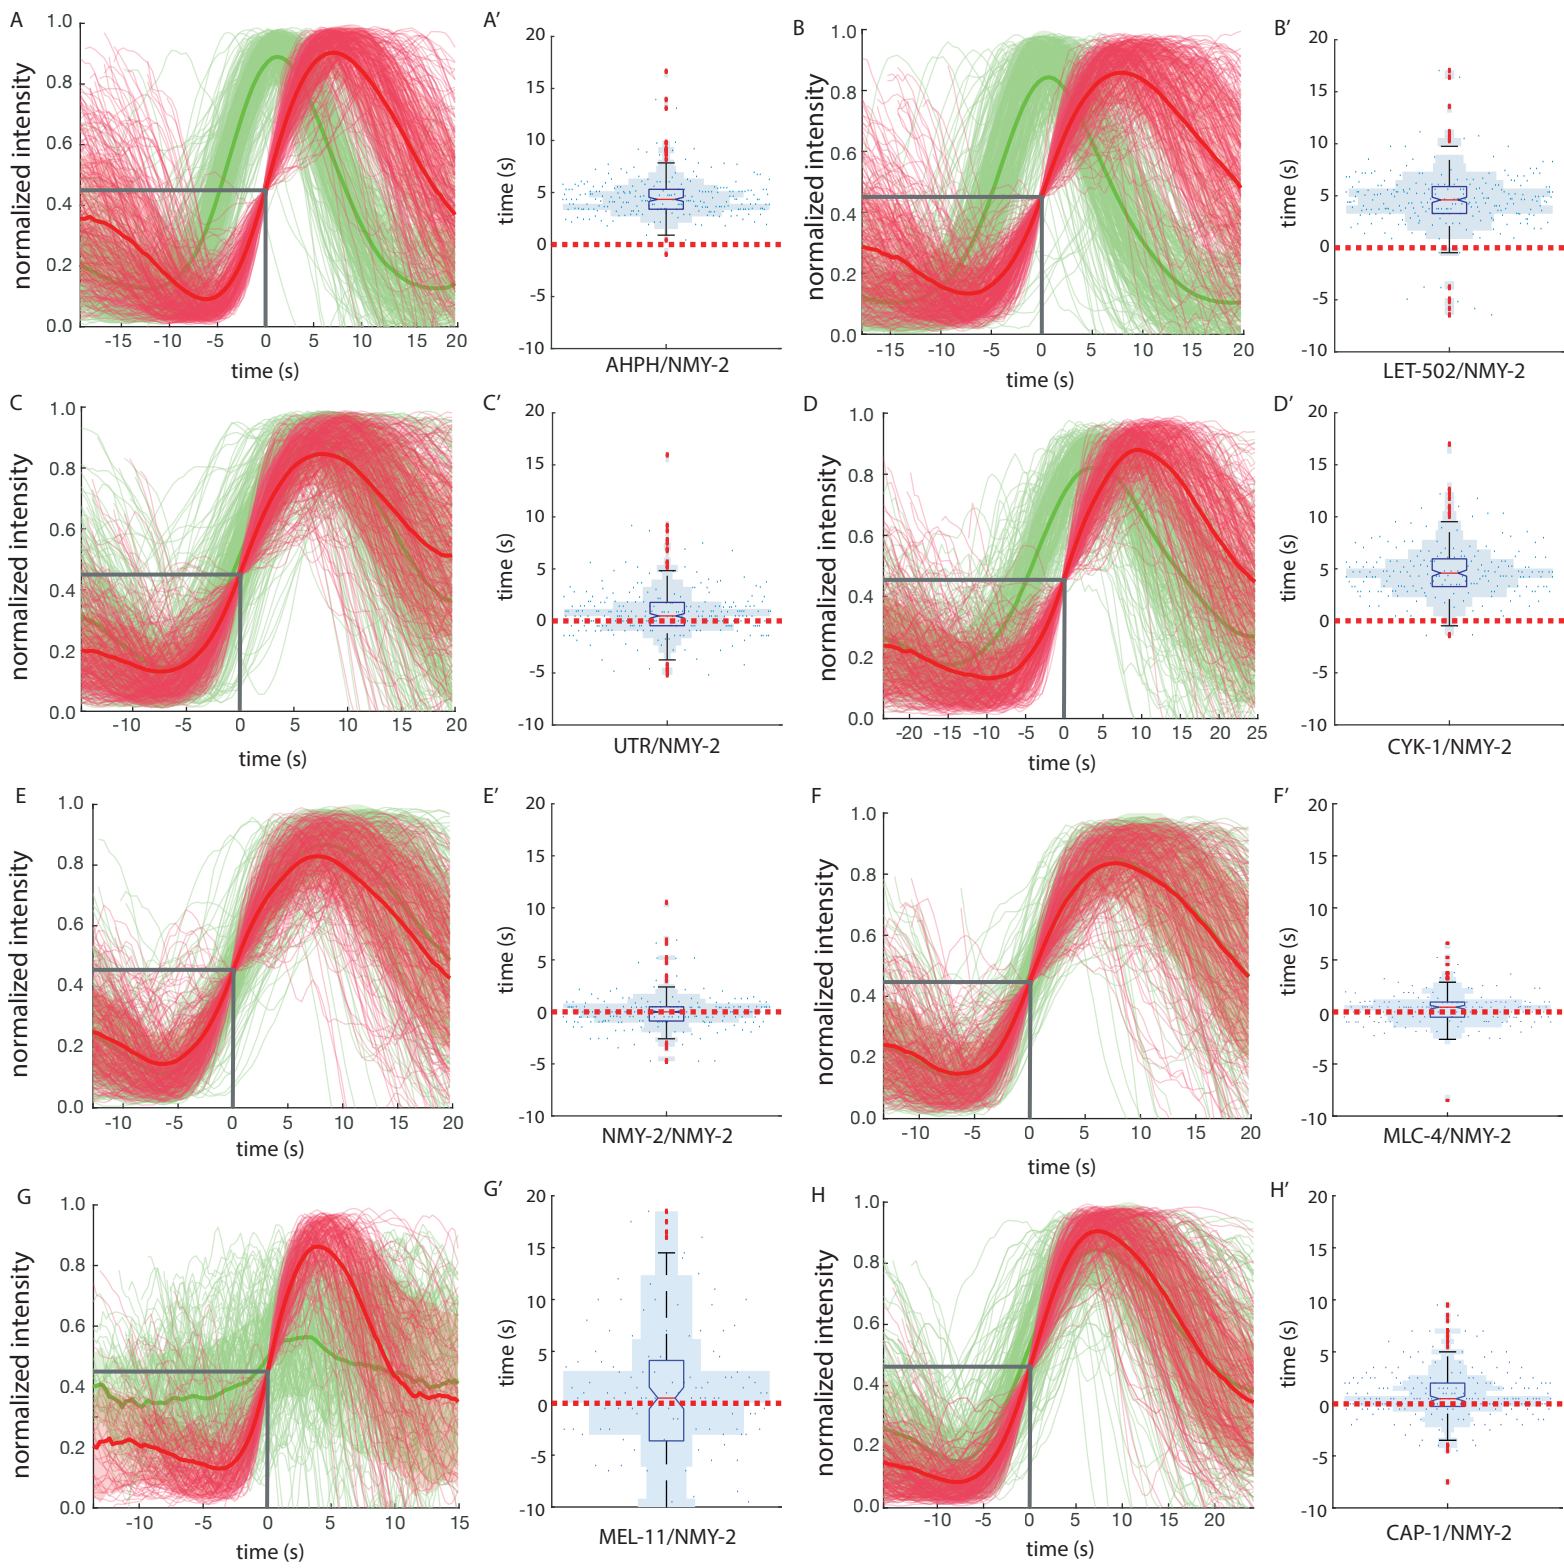 A
normalized intensity
1.0
0.8
0.6
0.4
0.2
0.0
-15 -10 -5 0 5 10 15 20
time (s)
A’
time (s)
20
15
10
5
0
-5
-10
AHPH/NMY-2
B
normalized intensity
1.0
0.8
0.6
0.4
0.2
0.0
-15 -10 -5 0 5 10 15 20
time (s)
B’
time (s)
20
15
10
5
0
-5
-10
LET-502/NMY-2
C
normalized intensity
1.0
0.8
0.6
0.4
0.2
0.0
-10 -5 0 5 10 15 20
time (s)
C’
time (s)
20
15
10
5
0
-5
-10
UTR/NMY-2
D
normalized intensity
1.0
0.8
0.6
0.4
0.2
0.0
-20 -15 -10 -5 0 5 10 15 20 25
time (s)
D’
time (s)
20
15
10
5
0
-5
-10
CYK-1/NMY-2
E
normalized intensity
1.0
0.8
0.6
0.4
0.2
0.0
-10 -5 0 5 10 15 20
time (s)
E’
time (s)
20
15
10
5
0
-5
-10
NMY-2/NMY-2
F
normalized intensity
1.0
0.8
0.6
0.4
0.2
0.0
-10 -5 0 5 10 15 20
time (s)
F’
time (s)
20
15
10
5
0
-5
-10
MLC-4/NMY-2
G
normalized intensity
1.0
0.8
0.6
0.4
0.2
0.0
-10 -5 0 5 10 15
time (s)
G’
time (s)
20
15
10
5
0
-5
-10
MEL-11/NMY-2
H
normalized intensity
1.0
0.8
0.6
0.4
0.2
0.0
-10 -5 0 5 10 15 20
time (s)
H’
time (s)
20
15
10
5
0
-5
-10
CAP-1/NMY-2